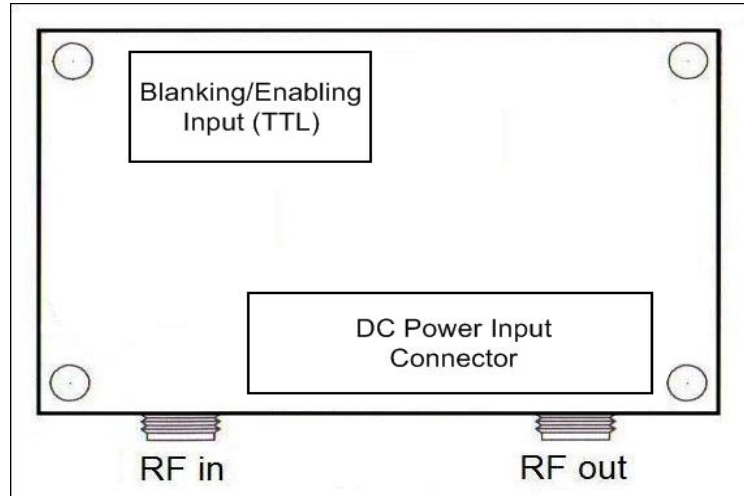 Blanking/Enabling
Input (TTL)
DC Power Input
Connector
RF in
RF out